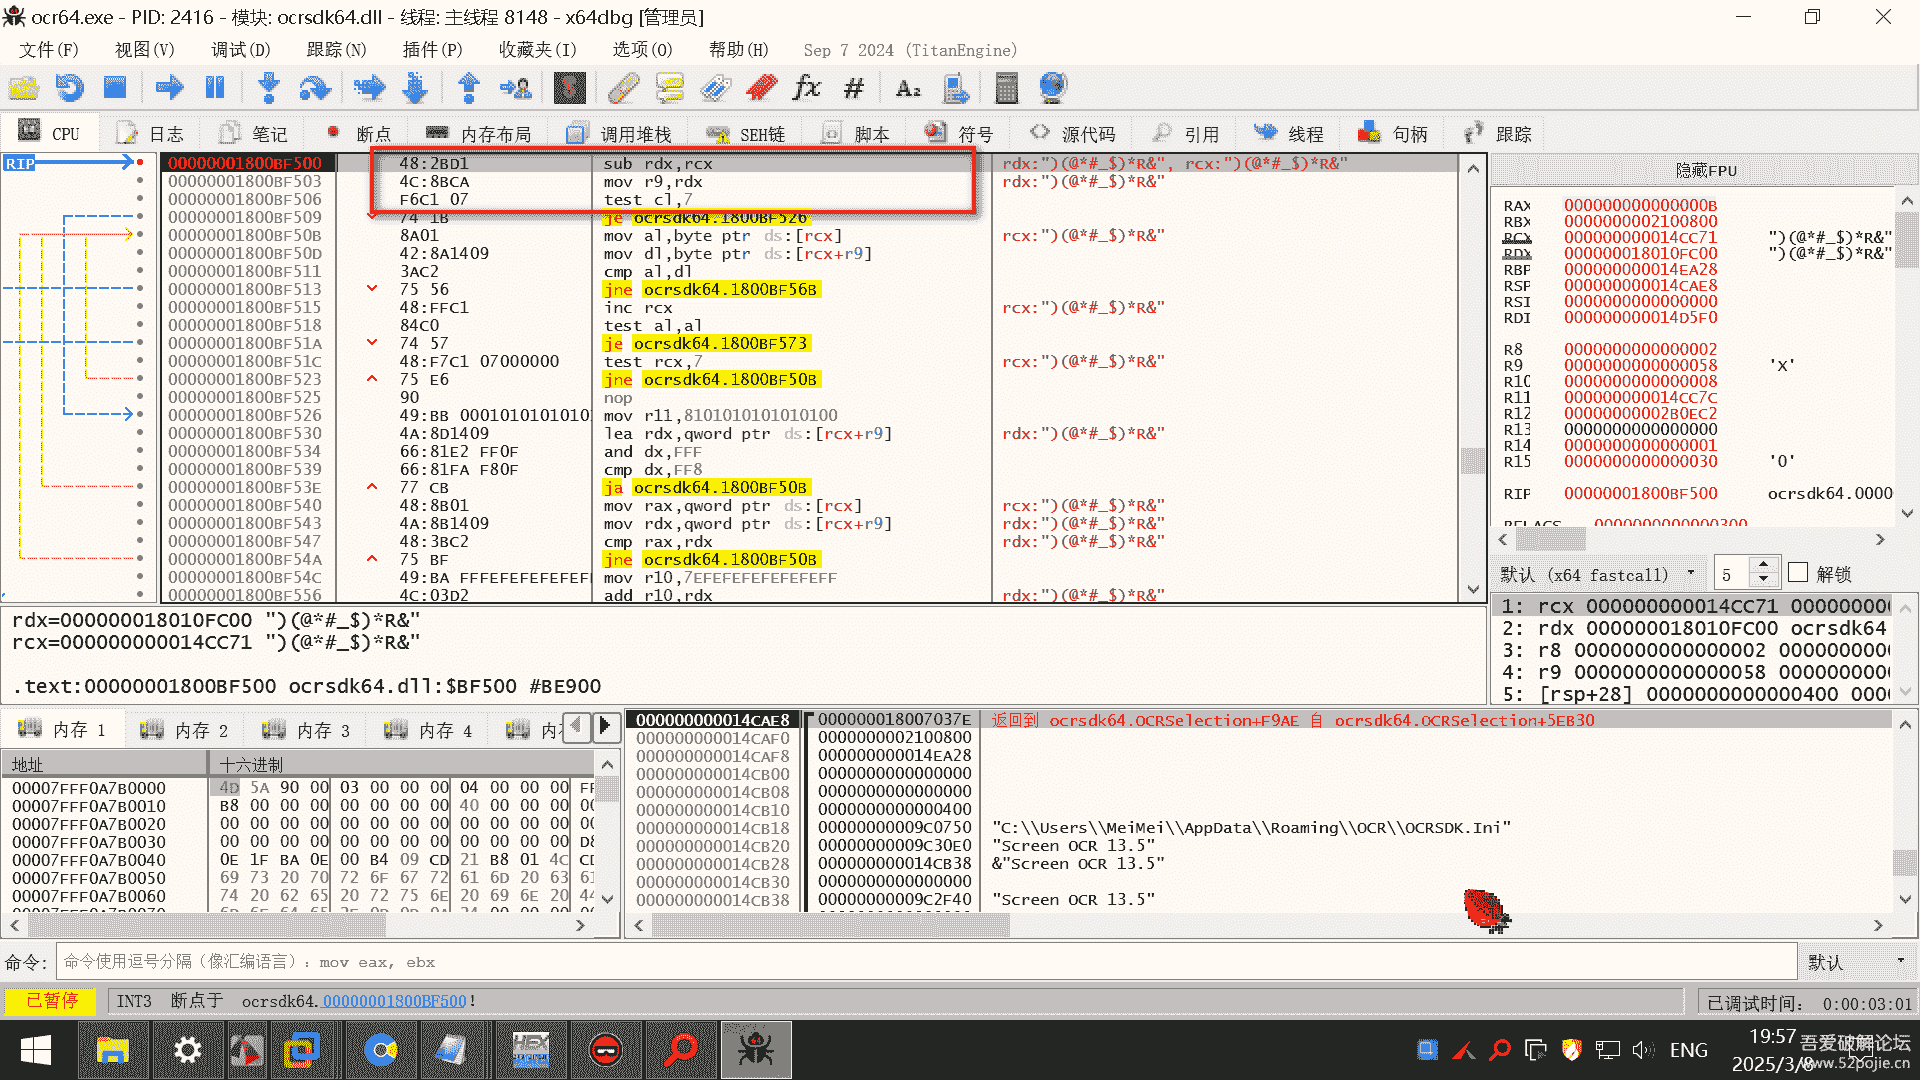 ocr64.exe - PID: 2416 - 模块: ocrsdk64.dll - 线程: 主线程 8148 - x64dbg [管理员]
文件(F) 视图(V) 调试(D) 跟踪(N) 插件(P) 收藏夹(I) 选项(O) 帮助(H) Sep 7 2024 (TitanEngine)
CPU 日志 笔记 断点 内存布局 调用堆栈 SEH链 脚本 符号 源代码 引用 线程 句柄 跟踪
RIP
00000001800BF500 48:2BD1 sub rdx,rcx rdx:")(@*#_$)*R&", rcx:")(@*#_$)*R&"
00000001800BF503 4C:8BCA mov r9,rdx rdx:")(@*#_$)*R&"
00000001800BF506 F6C1 07 test cl,7
00000001800BF509 74 1B je ocrsdk64.1800BF526
00000001800BF50B 8A01 mov al,byte ptr ds:[rcx] rcx:")(@*#_$)*R&"
00000001800BF50D 42:8A1409 mov dl,byte ptr ds:[rcx+r9]
00000001800BF511 3AC2 cmp al,dl
00000001800BF513 75 56 jne ocrsdk64.1800BF56B
00000001800BF515 48:FFC1 inc rcx rcx:")(@*#_$)*R&"
00000001800BF518 84C0 test al,al
00000001800BF51A 74 57 je ocrsdk64.1800BF573
00000001800BF51C 48:F7C1 07000000 test rcx,7 rcx:")(@*#_$)*R&"
00000001800BF523 75 E6 jne ocrsdk64.1800BF50B
00000001800BF525 90 nop
00000001800BF526 49:BB 000101010101 mov r11,8101010101010100
00000001800BF530 4A:8D1409 lea rdx,qword ptr ds:[rcx+r9] rdx:")(@*#_$)*R&"
00000001800BF534 66:81E2 FF0F and dx,FFF
00000001800BF539 66:81FA F80F cmp dx,FF8
00000001800BF53E 77 CB ja ocrsdk64.1800BF50B
00000001800BF540 48:8B01 mov rax,qword ptr ds:[rcx] rcx:")(@*#_$)*R&"
00000001800BF543 4A:8B1409 mov rdx,qword ptr ds:[rcx+r9] rdx:")(@*#_$)*R&"
00000001800BF547 48:3BC2 cmp rax,rdx rdx:")(@*#_$)*R&"
00000001800BF54A 75 BF jne ocrsdk64.1800BF50B
00000001800BF54C 49:BA FFFEFEFEFEFEF mov r10,7EFEFEFEFEFEFEFF
00000001800BF556 4C:03D2 add r10,rdx rdx:")(@*#_$)*R&"
隐藏FPU
RAX 000000000000000B
RBX 0000000002100800
RCX 000000000014CC71 ")(@*#_$)*R&"
RDX 000000018010FC00 ")(@*#_$)*R&"
RBP 000000000014EA28
RSP 000000000014CAE8
RSI 0000000000000000
RDI 000000000014D5F0
R8 0000000000000002
R9 0000000000000058 'x'
R10 0000000000000008
R11 000000000014CC7C
R12 0000000002B0EC2
R13 0000000000000000
R14 0000000000000001
R15 0000000000000030 '0'
RIP 00000001800BF500 ocrsdk64.0000
RFLAGS 0000000000000300
默认 (x64 fastcall) 5 解锁
1: rcx 000000000014CC71 00000000
2: rdx 000000018010FC00 ocrsdk64
3: r8 0000000000000002 000000000
4: r9 0000000000000058 000000000
5: [rsp+28] 0000000000000400 000
rdx=000000018010FC00 ")(@*#_$)*R&"
rcx=000000000014CC71 ")(@*#_$)*R&"
.text:00000001800BF500 ocrsdk64.dll:$BF500 #BE900
内存 1 内存 2 内存 3 内存 4 内
地址 十六进制
00007FFF0A7B0000 4D 5A 90 00 03 00 00 00 04 00 00 00 FF
00007FFF0A7B0010 B8 00 00 00 00 00 00 00 40 00 00 00 00
00007FFF0A7B0020 00 00 00 00 00 00 00 00 00 00 00 00 00
00007FFF0A7B0030 00 00 00 00 00 00 00 00 00 00 00 00 D8
00007FFF0A7B0040 0E 1F BA 0E 00 B4 09 CD 21 B8 01 4C CD
00007FFF0A7B0050 69 73 20 70 72 6F 67 72 61 6D 20 63 61
00007FFF0A7B0060 74 20 62 65 20 72 75 6E 20 69 6E 20 44
000000000014CAE8 000000018007037E 返回到 ocrsdk64.OCRSelection+F9AE 自 ocrsdk64.OCRSelection+5EB30
000000000014CAF0 0000000002100800
000000000014CAF8 000000000014EA28
000000000014CB00 0000000000000000
000000000014CB08 0000000000000000
000000000014CB10 0000000000000400
000000000014CB18 00000000009C0750 "C:\\Users\\MeiMei\\AppData\\Roaming\\OCR\\OCRSDK.Ini"
000000000014CB20 00000000009C30E0 "Screen OCR 13.5"
000000000014CB28 000000000014CB38 &"Screen OCR 13.5"
000000000014CB30 0000000000000000
000000000014CB38 00000000009C2F40 "Screen OCR 13.5"
命令: 命令使用逗号分隔（像汇编语言）: mov eax, ebx 默认
已暂停 INT3 断点于 ocrsdk64.00000001800BF500! 已调试时间: 0:00:03:01
HEX
ENG
19:57
2025/3/8
吾爱破解论坛
www.52pojie.cn